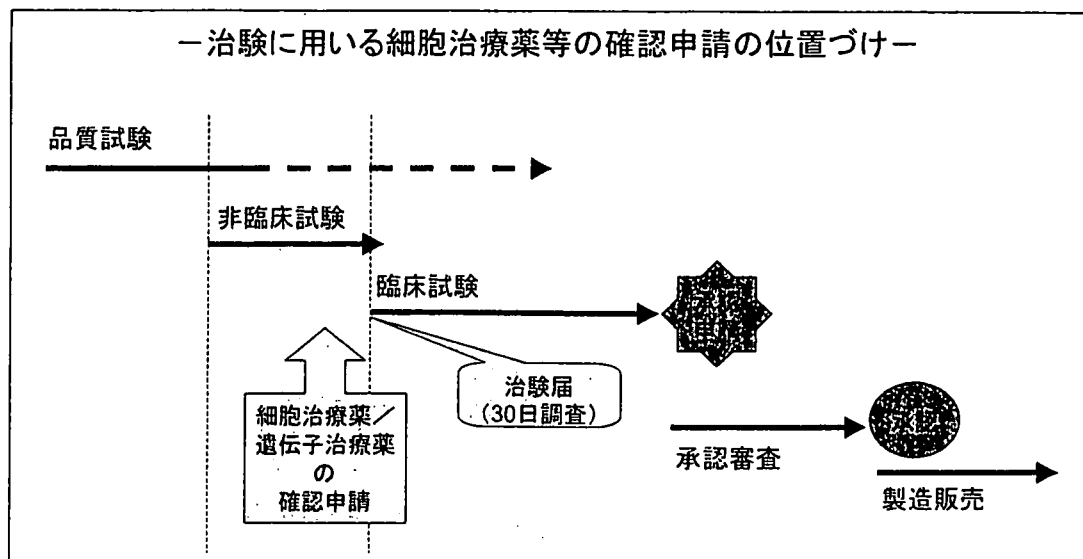 －治験に用いる細胞治療薬等の確認申請の位置づけ－
品質試験
非臨床試験
臨床試験
治験届
(30日調査)
細胞治療薬／
遺伝子治療薬
の
確認申請
承認審査
製造販売